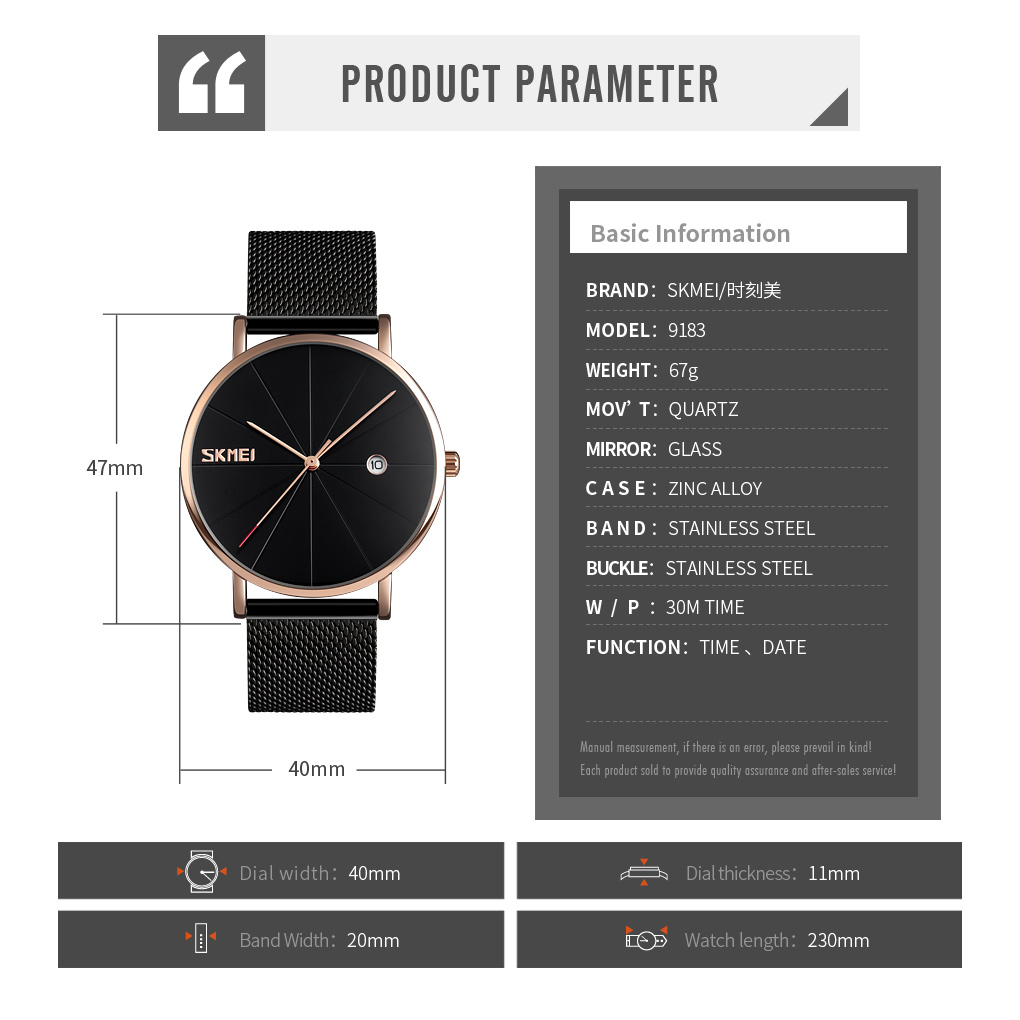 PRODUCT PARAMETER
Basic Information
BRAND: SKMEI/时刻美
MODEL: 9183
WEIGHT: 67g
MOV' T: QUARTZ
MIRROR: GLASS
CASE: ZINC ALLOY
BAND: STAINLESS STEEL
BUCKLE: STAINLESS STEEL
W / P : 30M TIME
FUNCTION: TIME 、DATE
Manual measurement, if there is an error, please prevail in kind!
Each product sold to provide quality assurance and after-sales service!
47mm
SKMEI
10
40mm
Dial width: 40mm
Dial thickness: 11mm
Band Width: 20mm
Watch length: 230mm